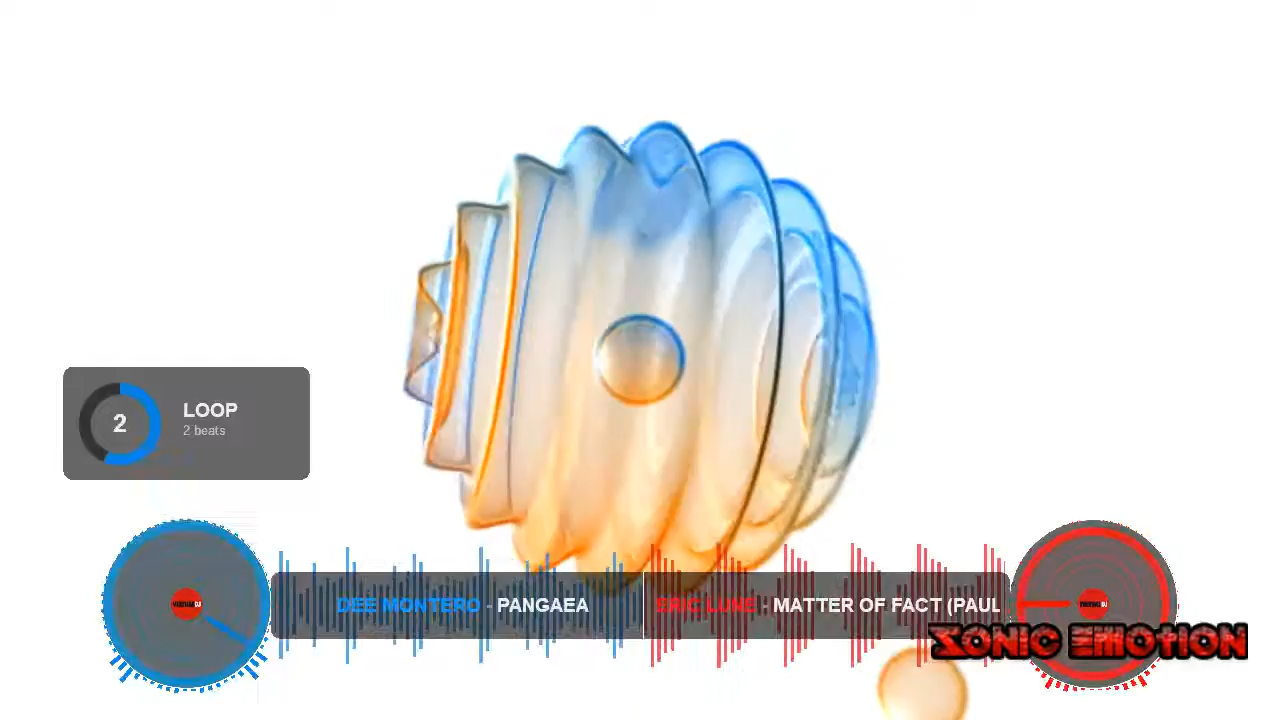 2
LOOP
2 beats
DEE MONTERO - PANGAEA
ERIC LUNE - MATTER OF FACT (PAUL
SONIC EMOTION